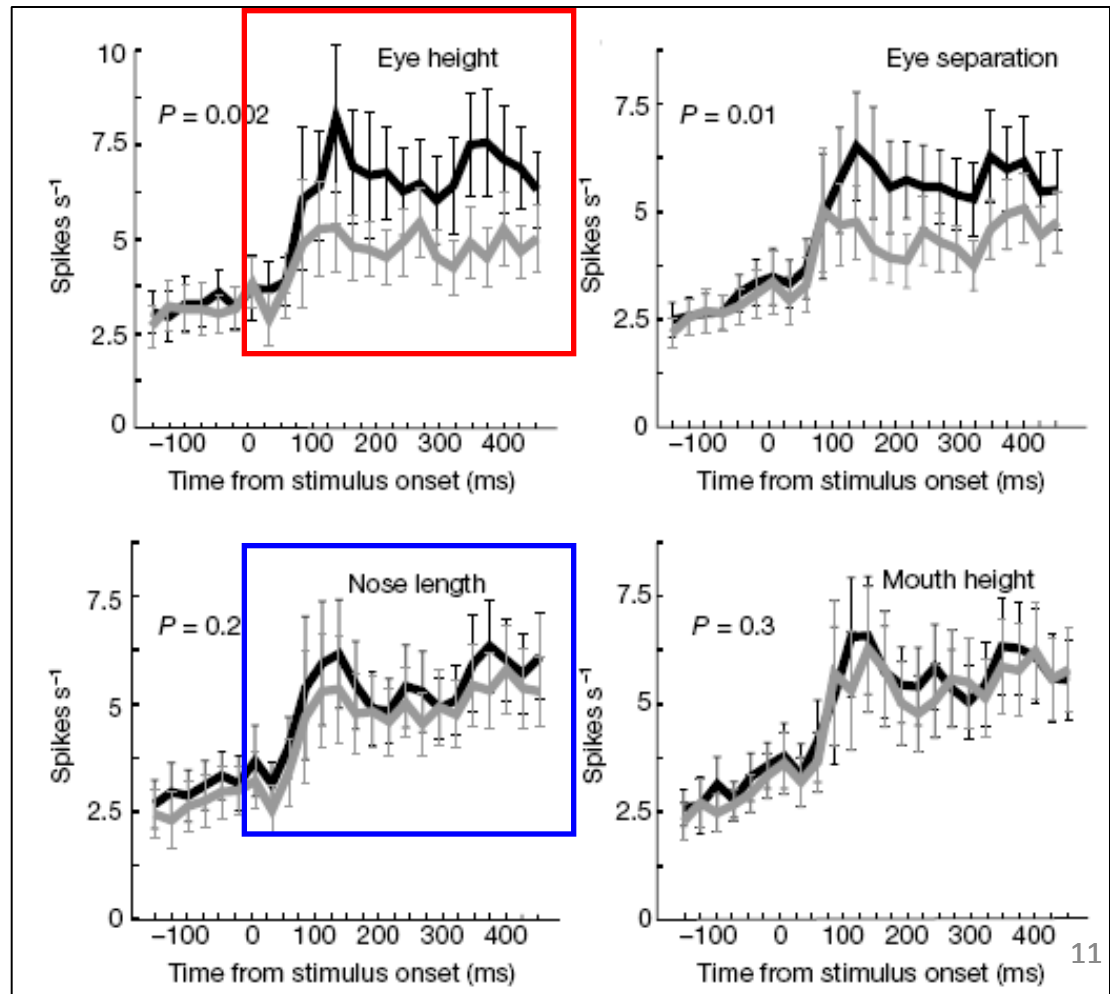 Eye height
P = 0.002
Spikes s⁻¹
10
7.5
5
2.5
0
−100 0 100 200 300 400
Time from stimulus onset (ms)
Eye separation
P = 0.01
Spikes s⁻¹
7.5
5
2.5
0
−100 0 100 200 300 400
Time from stimulus onset (ms)
Nose length
P = 0.2
Spikes s⁻¹
7.5
5
2.5
0
−100 0 100 200 300 400
Time from stimulus onset (ms)
Mouth height
P = 0.3
Spikes s⁻¹
7.5
5
2.5
0
−100 0 100 200 300 400
Time from stimulus onset (ms)
11